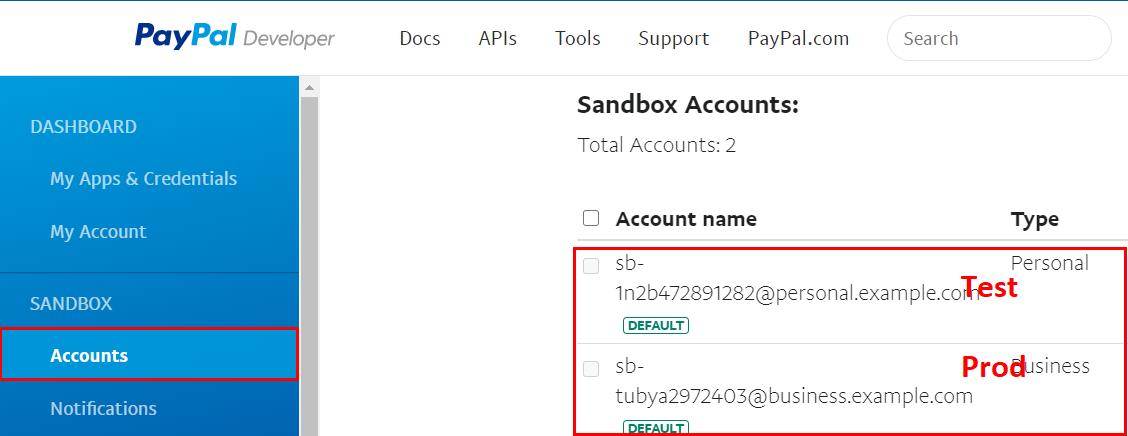 PayPal Developer Docs APIs Tools Support PayPal.com Search
DASHBOARD
My Apps & Credentials
My Account
SANDBOX
Accounts
Notifications
Sandbox Accounts:
Total Accounts: 2
Account name Type
sb- Personal
1n2b472891282@personal.example.com Test
DEFAULT
sb- Prod Business
tubya2972403@business.example.com
DEFAULT